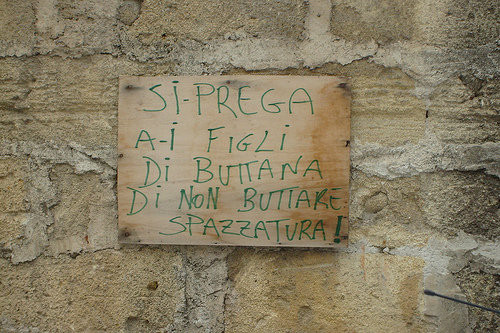 Si-PREGA
A-i FiGLi
Di BUTTANA
Di NON BUTTARE
SPAZZATURA!